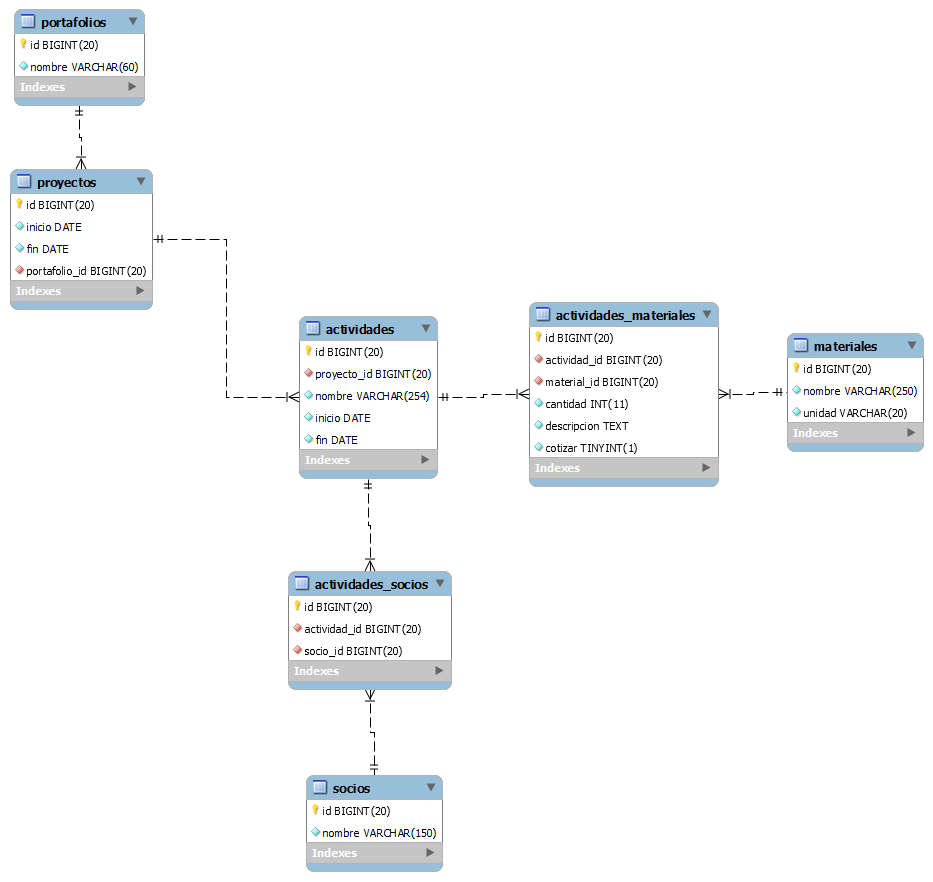 portafolios
id BIGINT(20)
nombre VARCHAR(60)
Indexes
proyectos
id BIGINT(20)
inicio DATE
fin DATE
portafolio_id BIGINT(20)
Indexes
actividades
id BIGINT(20)
proyecto_id BIGINT(20)
nombre VARCHAR(254)
inicio DATE
fin DATE
Indexes
actividades_materiales
id BIGINT(20)
actividad_id BIGINT(20)
material_id BIGINT(20)
cantidad INT(11)
descripcion TEXT
cotizar TINYINT(1)
Indexes
materiales
id BIGINT(20)
nombre VARCHAR(250)
unidad VARCHAR(20)
Indexes
actividades_socios
id BIGINT(20)
actividad_id BIGINT(20)
socio_id BIGINT(20)
Indexes
socios
id BIGINT(20)
nombre VARCHAR(150)
Indexes